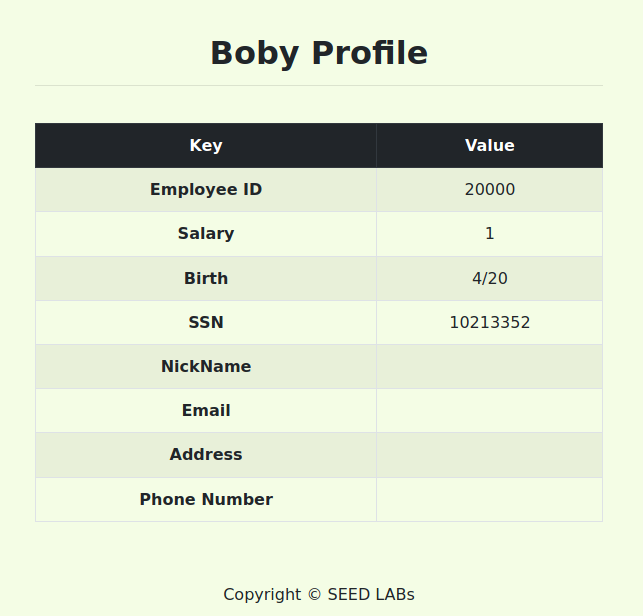 Boby Profile
Key Value
Employee ID 20000
Salary 1
Birth 4/20
SSN 10213352
NickName
Email
Address
Phone Number
Copyright © SEED LABs